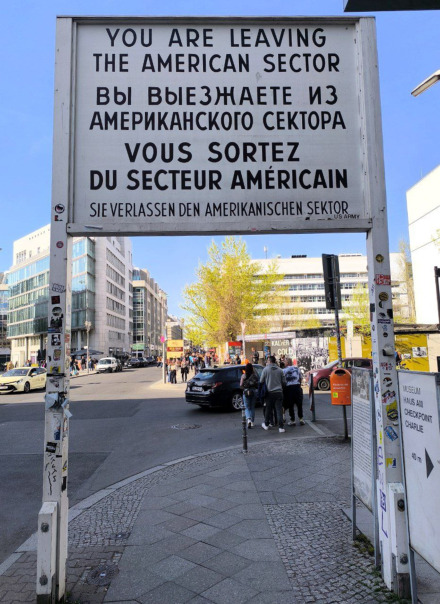 YOU ARE LEAVING
THE AMERICAN SECTOR
ВЫ ВЫЕЗЖАЕТЕ ИЗ
АМЕРИКАНСКОГО СЕКТОРА
VOUS SORTEZ
DU SECTEUR AMÉRICAIN
SIE VERLASSEN DEN AMERIKANISCHEN SEKTOR
US ARMY
MUSEUM
HAUS AM
CHECKPOINT
CHARLIE